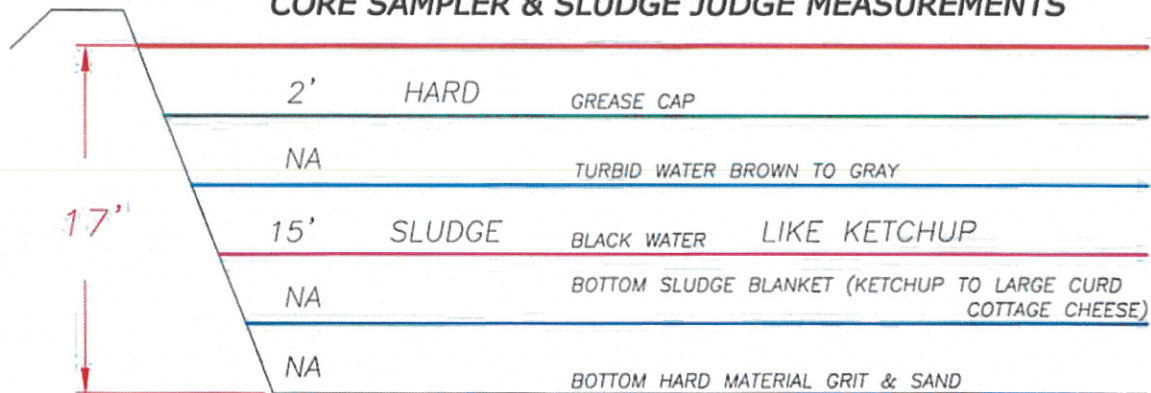 CORE SAMPLER & SLUDGE JUDGE MEASUREMENTS
2' HARD GREASE CAP
NA TURBID WATER BROWN TO GRAY
17'
15' SLUDGE BLACK WATER LIKE KETCHUP
NA BOTTOM SLUDGE BLANKET (KETCHUP TO LARGE CURD
COTTAGE CHEESE)
NA BOTTOM HARD MATERIAL GRIT & SAND